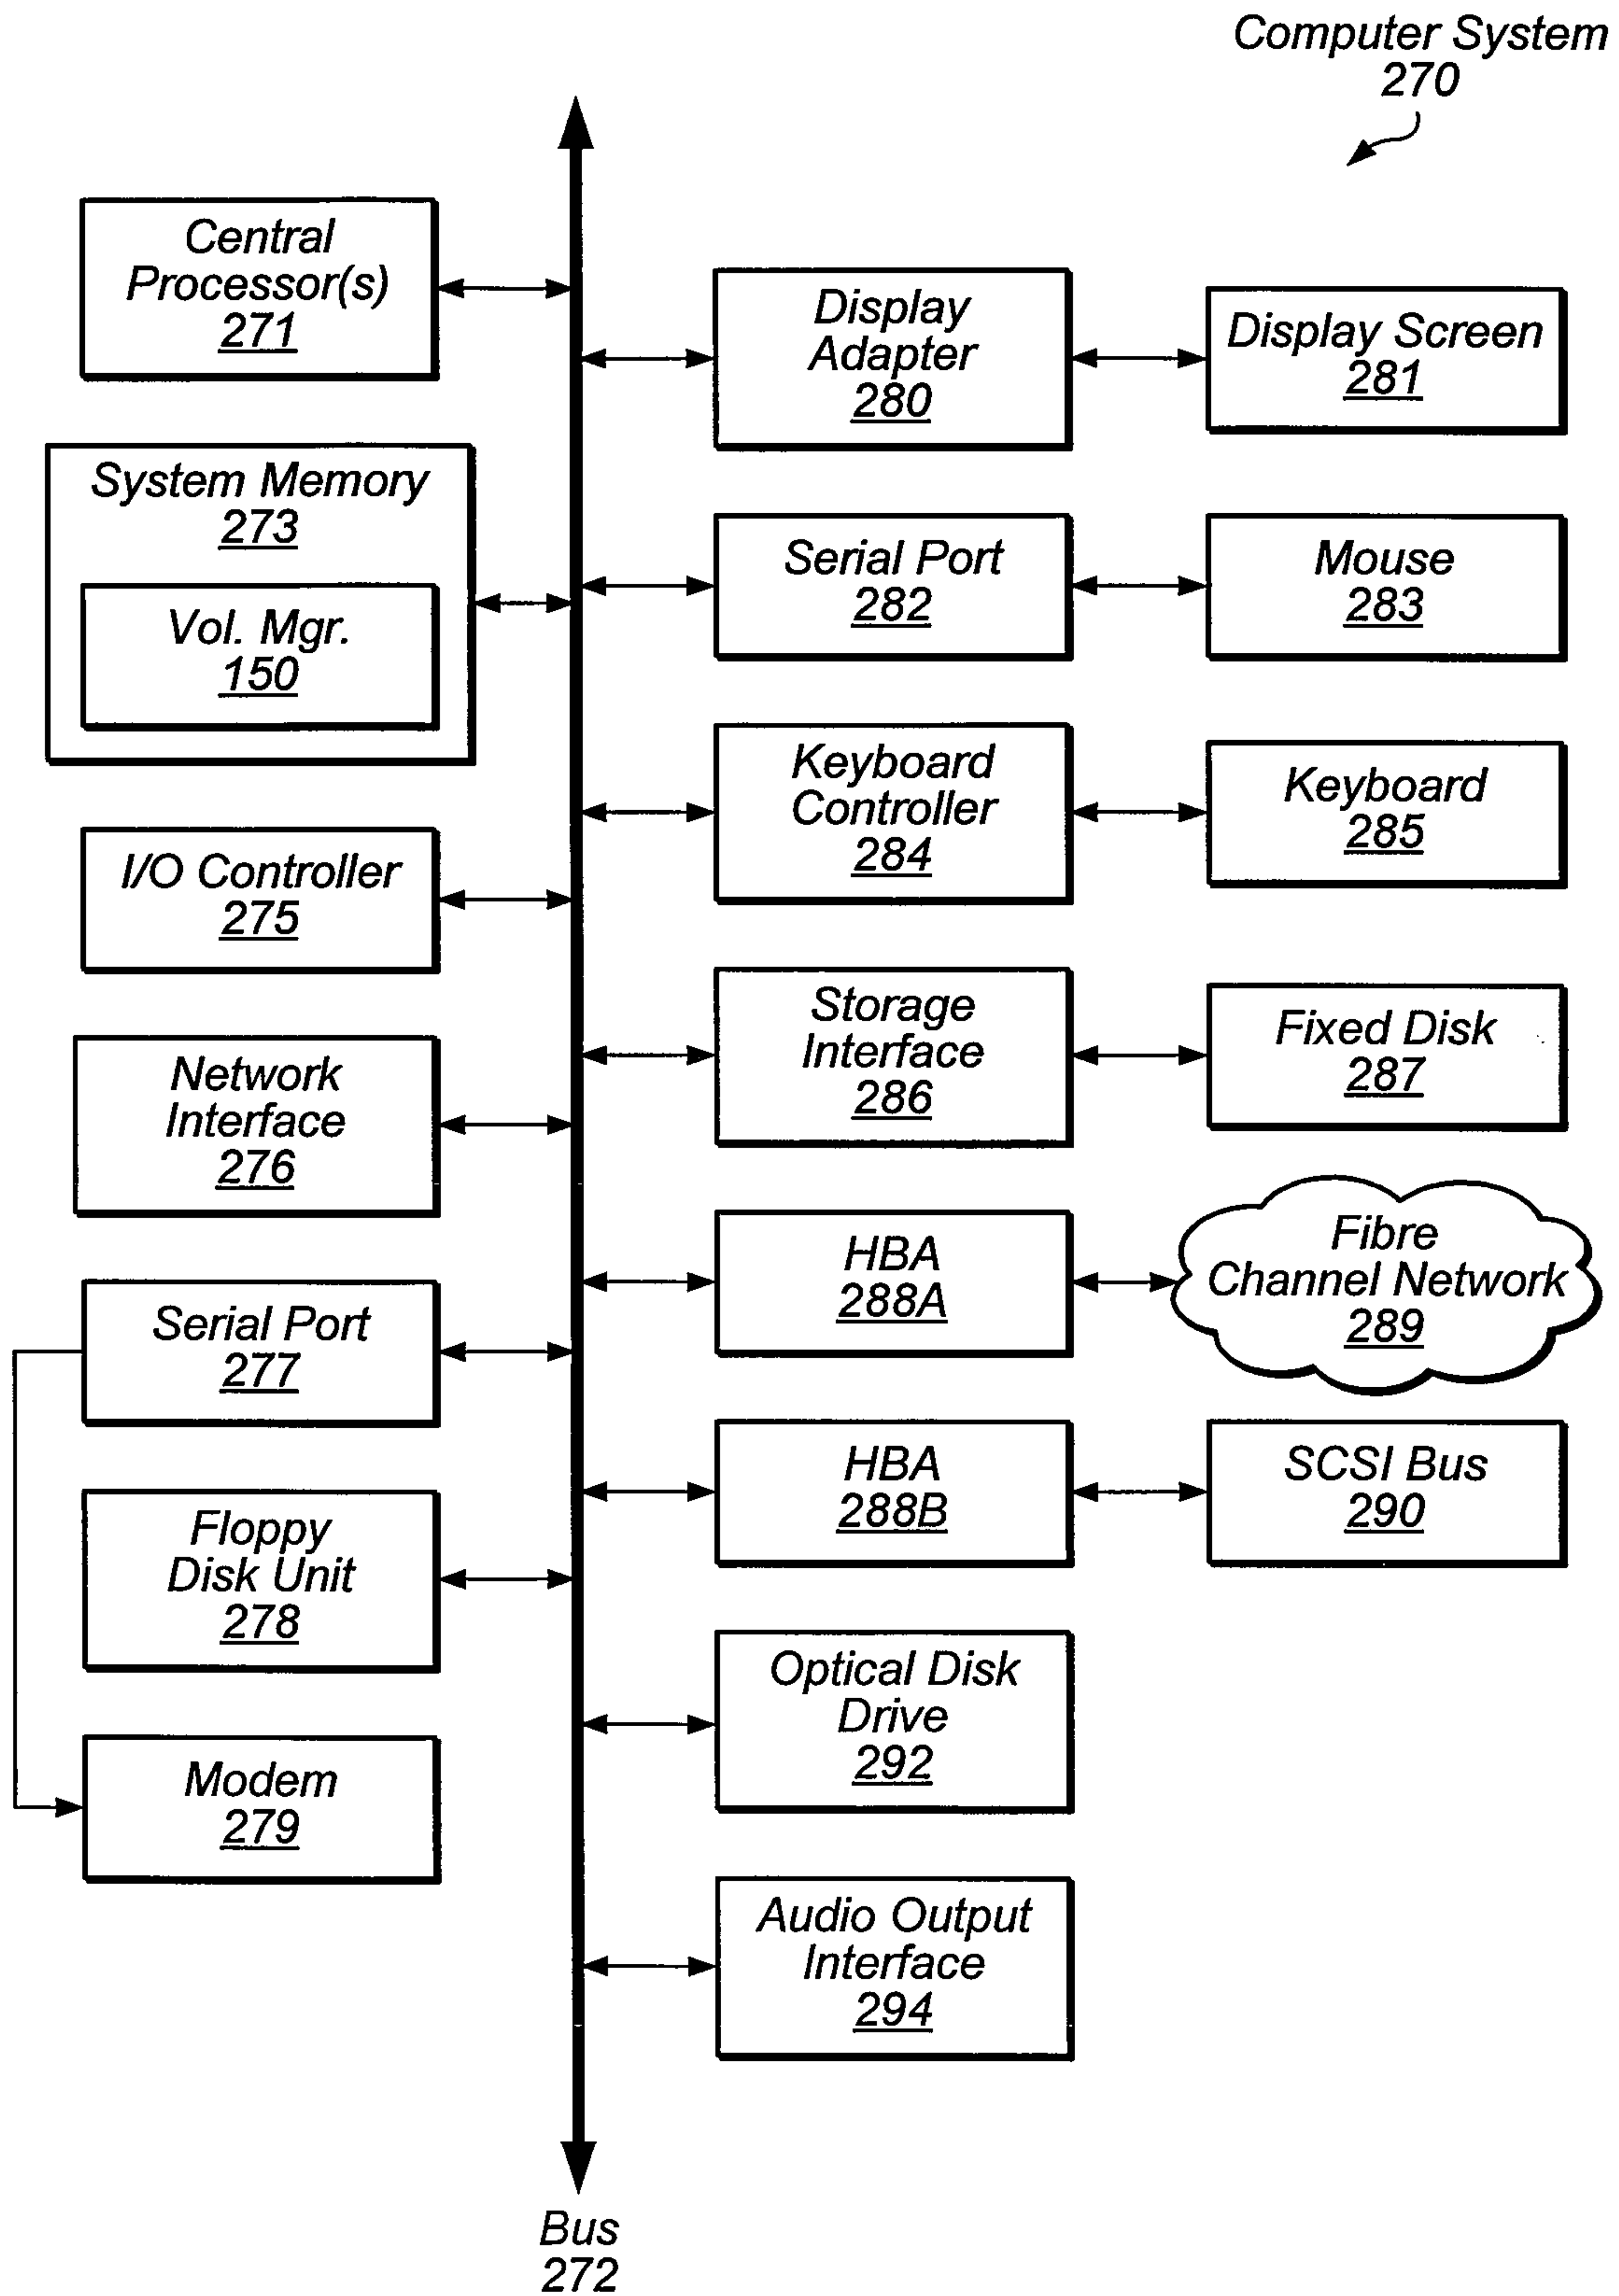 Computer System
270
Central
Processor(s)
271
System Memory
273
Vol. Mgr.
150
I/O Controller
275
Network
Interface
276
Serial Port
277
Floppy
Disk Unit
278
Modem
279
Display
Adapter
280
Display Screen
281
Serial Port
282
Mouse
283
Keyboard
Controller
284
Keyboard
285
Storage
Interface
286
Fixed Disk
287
HBA
288A
Fibre
Channel Network
289
HBA
288B
SCSI Bus
290
Optical Disk
Drive
292
Audio Output
Interface
294
Bus
272